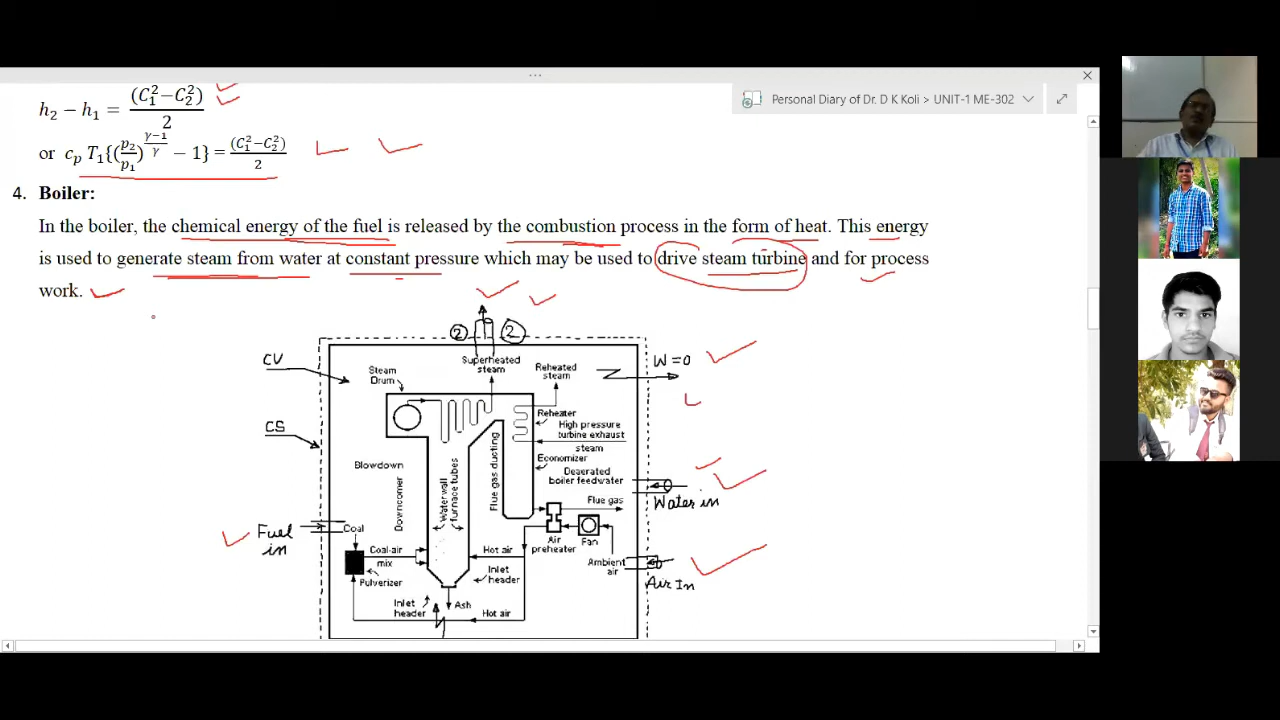 Personal Diary of Dr. D K Koli > UNIT-1 ME-302
h₂ − h₁ = (C₁²−C₂²)/2
or cₚ T₁{(p₂/p₁)^((γ−1)/γ) − 1} = (C₁²−C₂²)/2
4. Boiler:
In the boiler, the chemical energy of the fuel is released by the combustion process in the form of heat. This energy
is used to generate steam from water at constant pressure which may be used to drive steam turbine and for process
work.
2 2
CV
W = 0
Superheated
steam
Steam
Drum
Reheated
steam
CS
Reheater
High pressure
turbine exhaust
steam
Economizer
Blowdown
Deaerated
boiler feedwater
Water in
Downcomer
Water wall
furnace tubes
Flue gas ducting
Flue gas
Fuel
in
Coal
Air
preheater
Fan
Coal-air
mix
Hot air
Ambient
air
Air In
Pulverizer
Inlet
header
Inlet
header
Ash
Hot air